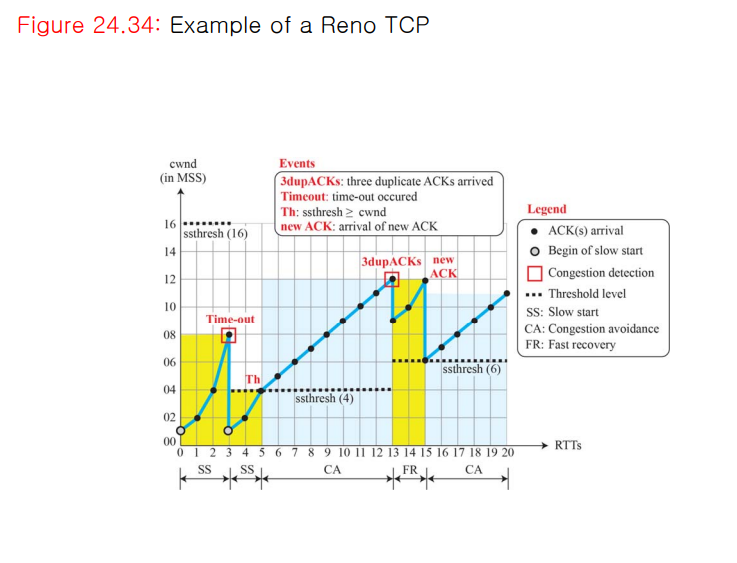 Figure 24.34: Example of a Reno TCP
cwnd
(in MSS)
Events
3dupACKs: three duplicate ACKs arrived
Timeout: time-out occured
Th: ssthresh ≥ cwnd
new ACK: arrival of new ACK
Legend
ACK(s) arrival
Begin of slow start
Congestion detection
Threshold level
SS: Slow start
CA: Congestion avoidance
FR: Fast recovery
16
ssthresh (16)
14
3dupACKs
new
ACK
12
10
Time-out
08
06
ssthresh (6)
Th
04
ssthresh (4)
02
00
0 1 2 3 4 5 6 7 8 9 10 11 12 13 14 15 16 17 18 19 20
RTTs
SS SS CA FR CA